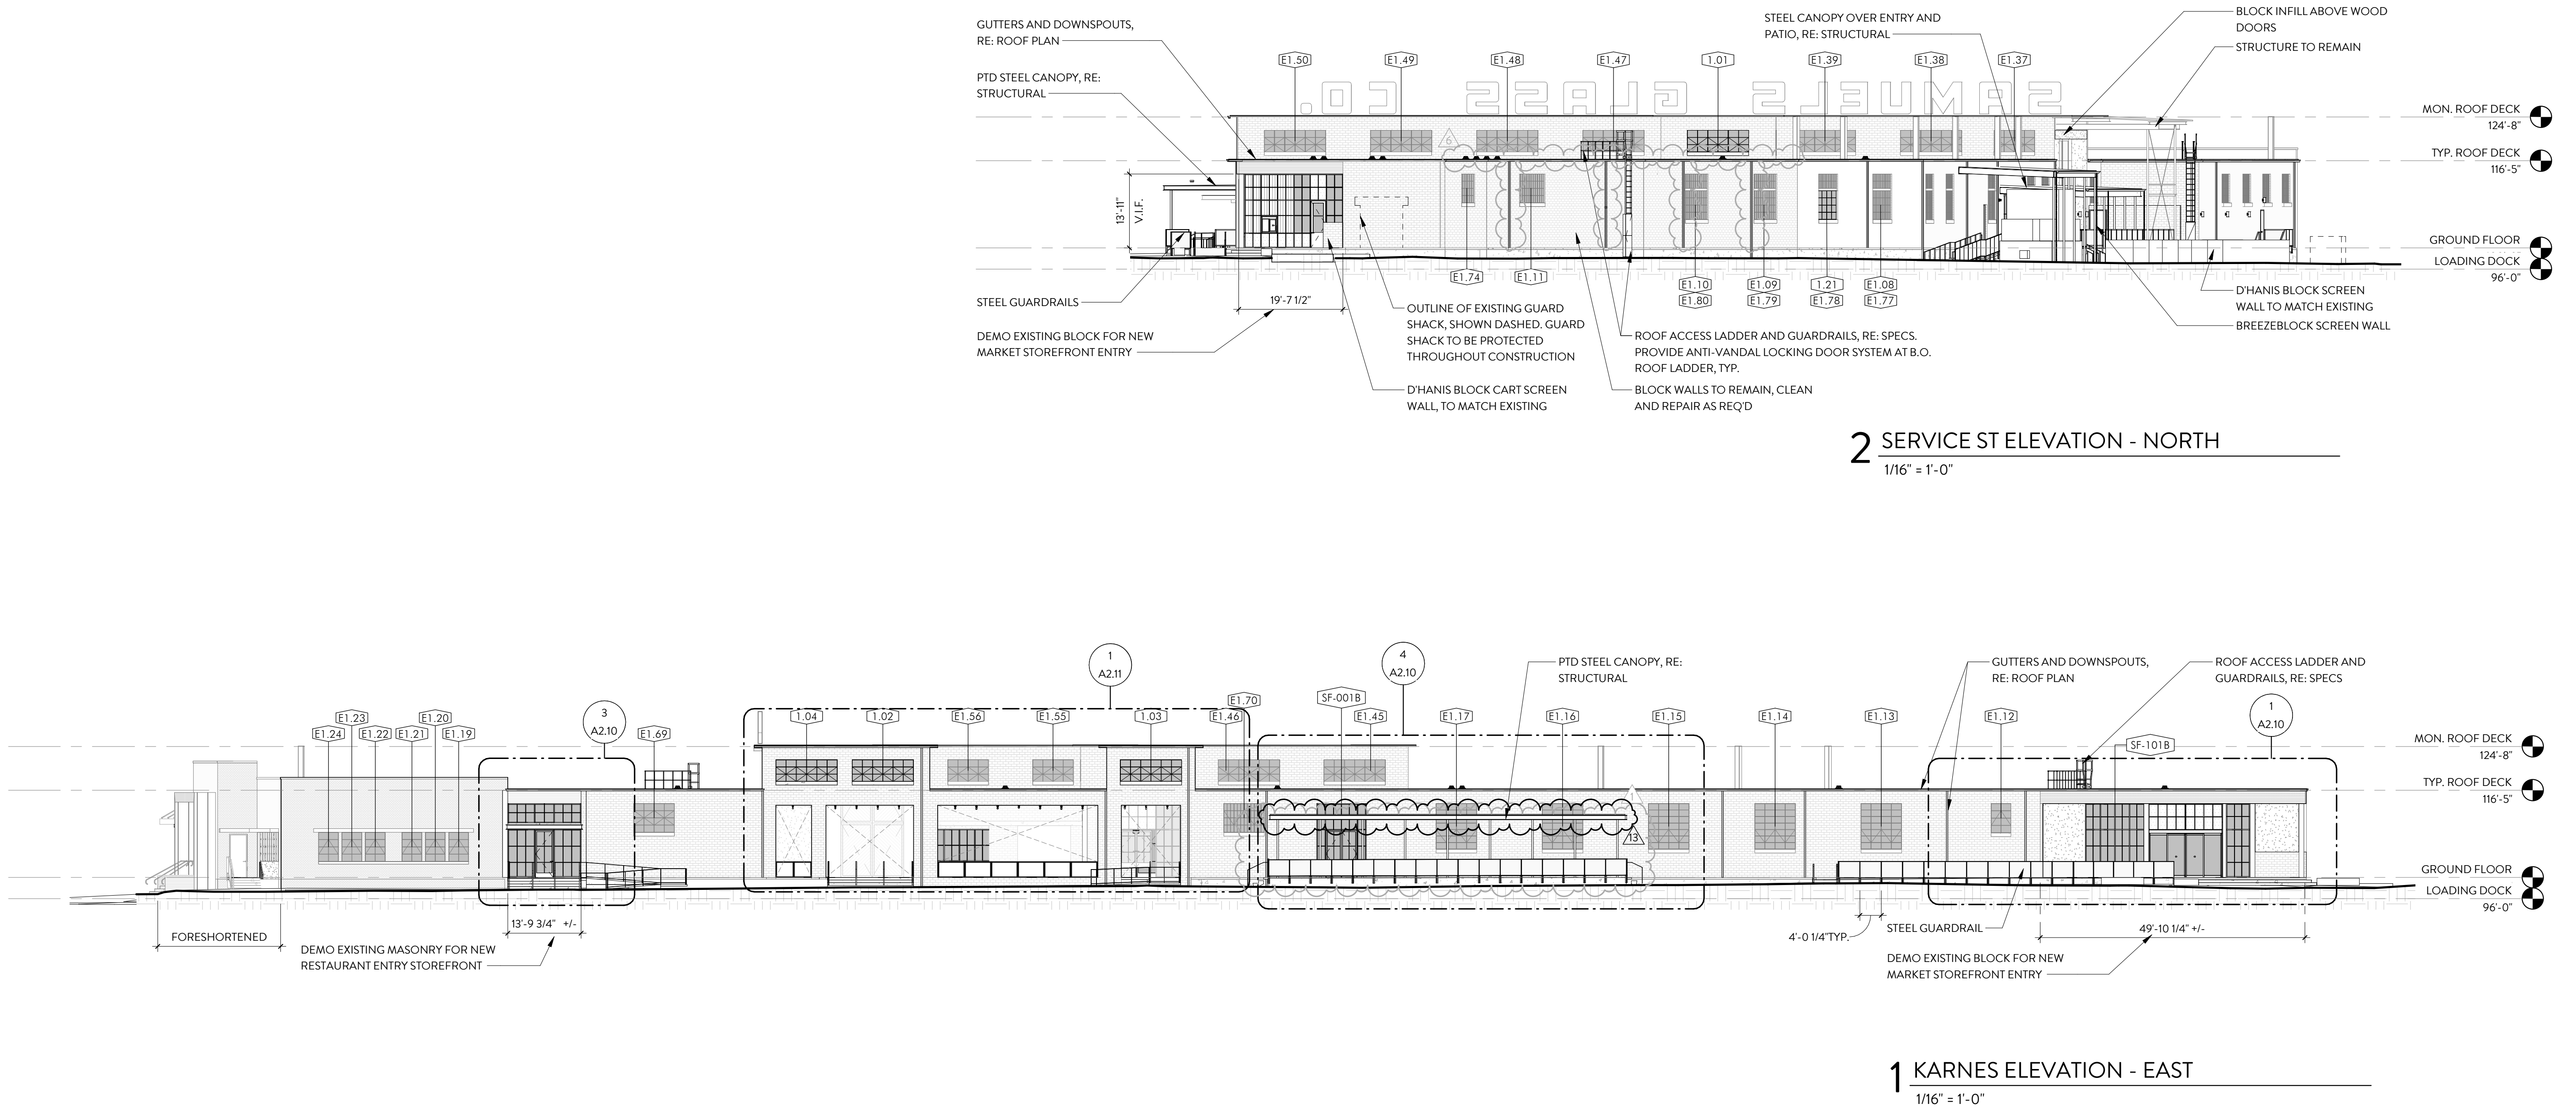 GUTTERS AND DOWNSPOUTS,
RE: ROOF PLAN
PTD STEEL CANOPY, RE:
STRUCTURAL
STEEL CANOPY OVER ENTRY AND
PATIO, RE: STRUCTURAL
BLOCK INFILL ABOVE WOOD
DOORS
STRUCTURE TO REMAIN
E1.50
E1.49
E1.48
E1.47
1.01
E1.39
E1.38
E1.37
SAMUELS GLASS CO.
MON. ROOF DECK
124'-8"
TYP. ROOF DECK
116'-5"
GROUND FLOOR
LOADING DOCK
96'-0"
6
13'-11"
V.I.F.
19'-7 1/2"
STEEL GUARDRAILS
DEMO EXISTING BLOCK FOR NEW
MARKET STOREFRONT ENTRY
E1.74
E1.11
E1.10
E1.80
E1.09
E1.79
1.21
E1.78
E1.08
E1.77
OUTLINE OF EXISTING GUARD
SHACK, SHOWN DASHED. GUARD
SHACK TO BE PROTECTED
THROUGHOUT CONSTRUCTION
D'HANIS BLOCK CART SCREEN
WALL, TO MATCH EXISTING
ROOF ACCESS LADDER AND GUARDRAILS, RE: SPECS.
PROVIDE ANTI-VANDAL LOCKING DOOR SYSTEM AT B.O.
ROOF LADDER, TYP.
BLOCK WALLS TO REMAIN, CLEAN
AND REPAIR AS REQ'D
D'HANIS BLOCK SCREEN
WALL TO MATCH EXISTING
BREEZEBLOCK SCREEN WALL
2 SERVICE ST ELEVATION - NORTH
1/16" = 1'-0"
1
A2.11
4
A2.10
3
A2.10
1
A2.10
PTD STEEL CANOPY, RE:
STRUCTURAL
GUTTERS AND DOWNSPOUTS,
RE: ROOF PLAN
ROOF ACCESS LADDER AND
GUARDRAILS, RE: SPECS
E1.24
E1.23
E1.22
E1.21
E1.20
E1.19
E1.69
1.04
1.02
E1.56
E1.55
1.03
E1.46
E1.70
SF-001B
E1.45
E1.17
E1.16
E1.15
E1.14
E1.13
E1.12
SF-101B
13
MON. ROOF DECK
124'-8"
TYP. ROOF DECK
116'-5"
GROUND FLOOR
LOADING DOCK
96'-0"
FORESHORTENED
13'-9 3/4" +/-
DEMO EXISTING MASONRY FOR NEW
RESTAURANT ENTRY STOREFRONT
4'-0 1/4"TYP.
STEEL GUARDRAIL
49'-10 1/4" +/-
DEMO EXISTING BLOCK FOR NEW
MARKET STOREFRONT ENTRY
1 KARNES ELEVATION - EAST
1/16" = 1'-0"